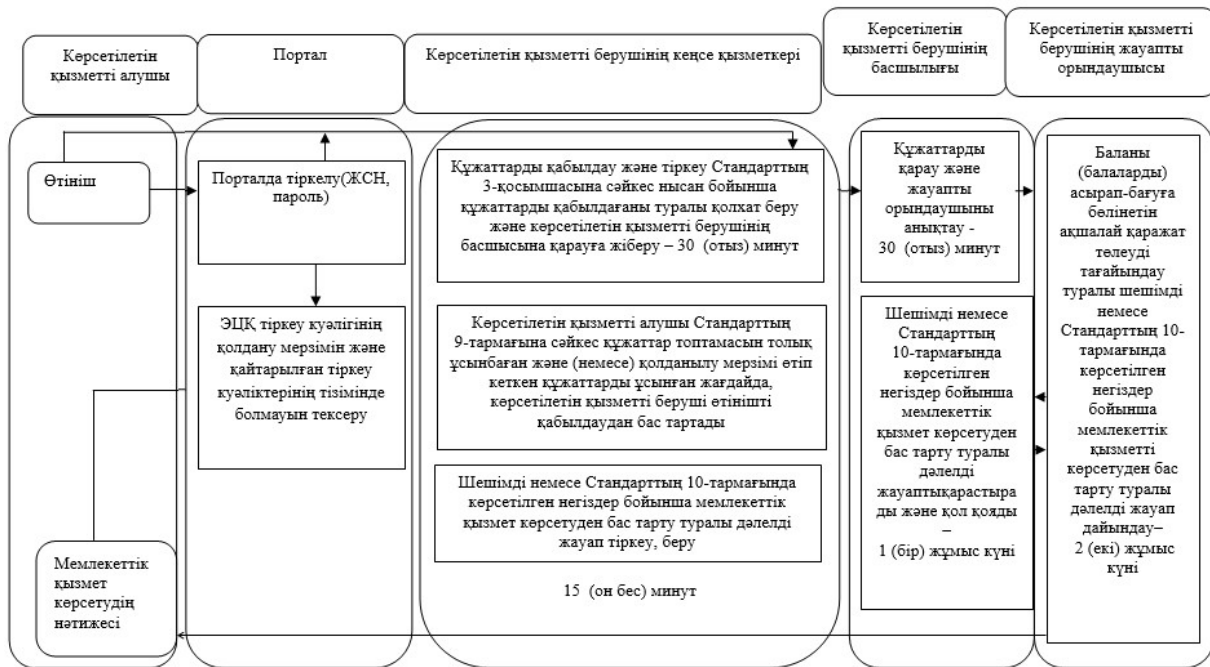 Көрсетілетін
қызметті алушы
Портал
Көрсетілетін қызметті берушінің кеңсе қызметкері
Көрсетілетін
қызметті берушінің
басшылығы
Көрсетілетін қызметті
берушінің жауапты
орындаушысы
Өтініш
Порталда тіркелу(ЖСН,
пароль)
ЭЦҚ тіркеу куәлігінің
қолдану мерзімін және
қайтарылған тіркеу
куәліктерінің тізімінде
болмауын тексеру
Құжаттарды қабылдау және тіркеу Стандарттың
3-қосымшасына сәйкес нысан бойынша
құжаттарды қабылдағаны туралы қолхат беру
және көрсетілетін қызметті берушінің
басшысына қарауға жіберу – 30 (отыз) минут
Көрсетілетін қызметті алушы Стандарттың
9-тармағына сәйкес құжаттар топтамасын толық
ұсынбаған және (немесе) қолданылу мерзімі өтіп
кеткен құжаттарды ұсынған жағдайда,
көрсетілетін қызметті беруші өтінішті
қабылдаудан бас тартады
Шешімді немесе Стандарттың 10-тармағында
көрсетілген негіздер бойынша мемлекеттік
қызмет көрсетуден бас тарту туралы дәлелді
жауап тіркеу, беру
15 (он бес) минут
Құжаттарды
қарау және
жауапты
орындаушыны
анықтау -
30 (отыз) минут
Шешімді немесе
Стандарттың
10-тармағында
көрсетілген
негіздер бойынша
мемлекеттік
қызмет көрсетуден
бас тарту туралы
дәлелді
жауаптықарастыра
ды және қол қояды
–
1 (бір) жұмыс күні
Баланы
(балаларды)
асырап-бағуға
бөлінетін
ақшалай қаражат
төлеуді
тағайындау
туралы шешімді
немесе
Стандарттың 10-
тармағында
көрсетілген
негіздер
бойынша
мемлекеттік
қызметті
көрсетуден бас
тарту туралы
дәлелді жауап
дайындау–
2 (екі) жұмыс
күні
Мемлекеттік
қызмет
көрсетудің
нәтижесі